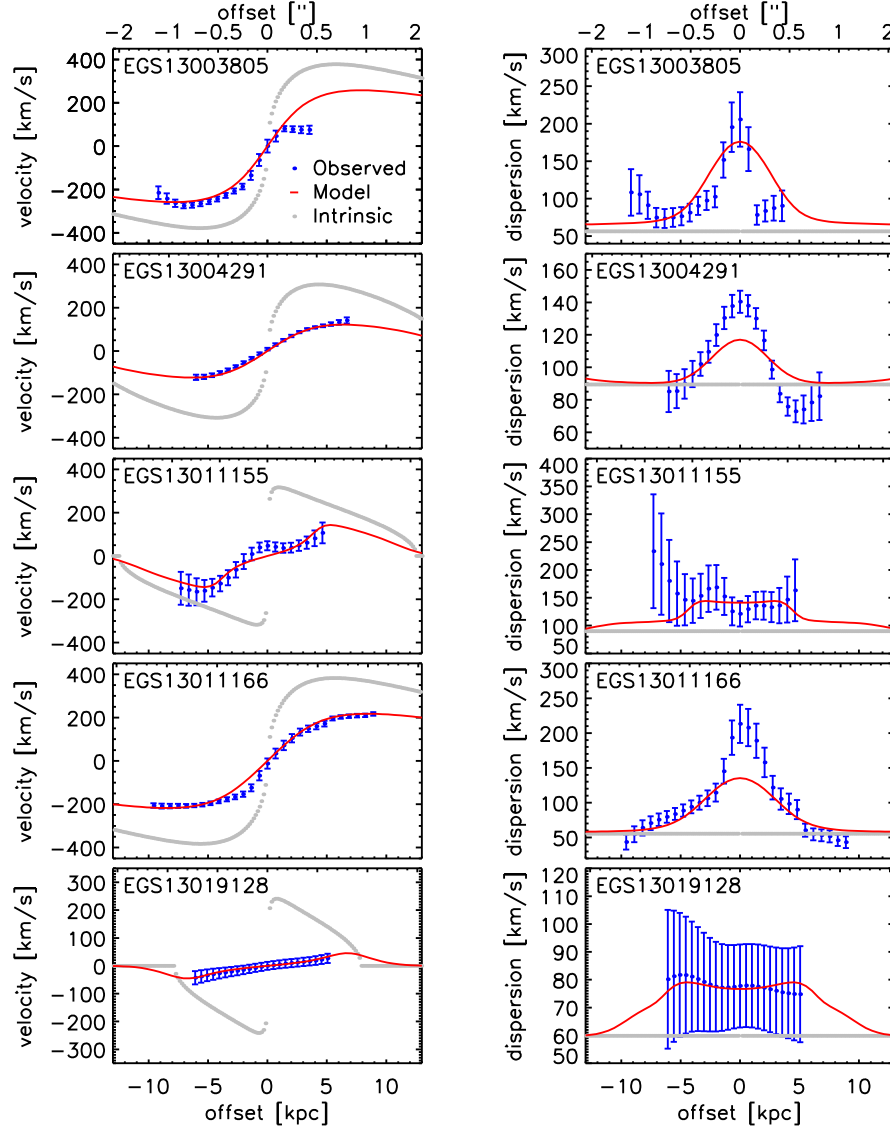 offset ["]
offset ["]
-2 -1 -0.5 0 0.5 1 2
-2 -1 -0.5 0 0.5 1 2
EGS13003805
velocity [km/s]
400
200
0
-200
-400
Observed
Model
Intrinsic
EGS13003805
dispersion [km/s]
300
250
200
150
100
50
EGS13004291
velocity [km/s]
400
200
0
-200
-400
EGS13004291
dispersion [km/s]
160
140
120
100
80
60
EGS13011155
velocity [km/s]
400
200
0
-200
-400
EGS13011155
dispersion [km/s]
400
350
300
250
200
150
100
50
EGS13011166
velocity [km/s]
400
200
0
-200
-400
EGS13011166
dispersion [km/s]
300
250
200
150
100
50
EGS13019128
velocity [km/s]
300
200
100
0
-100
-200
-300
EGS13019128
dispersion [km/s]
120
110
100
90
80
70
60
50
-10 -5 0 5 10
-10 -5 0 5 10
offset [kpc]
offset [kpc]